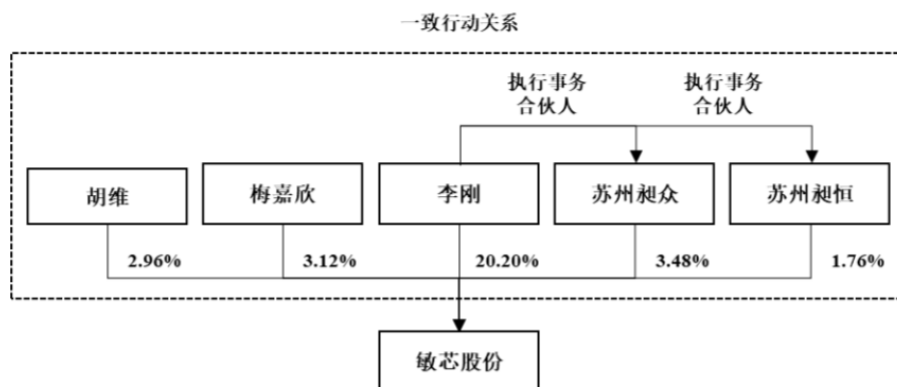 一致行动关系
执行事务
合伙人
执行事务
合伙人
胡维
梅嘉欣
李刚
苏州昶众
苏州昶恒
2.96%
3.12%
20.20%
3.48%
1.76%
敏芯股份